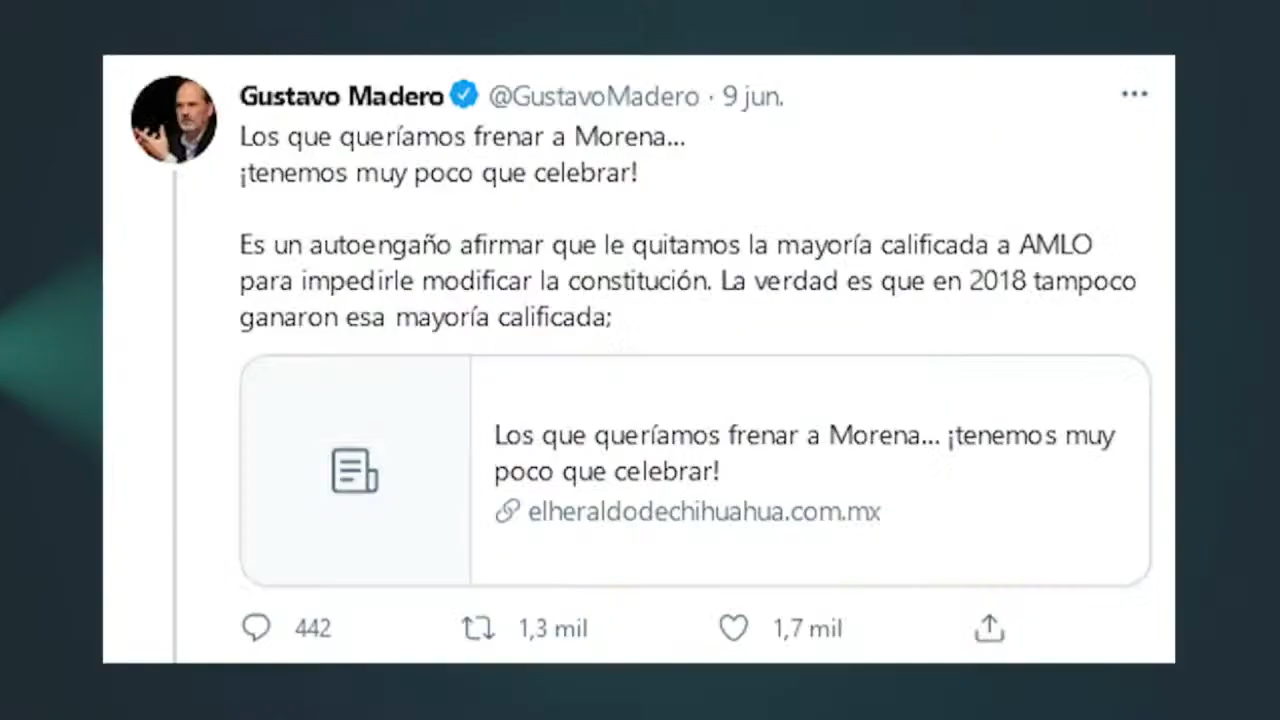 Gustavo Madero @GustavoMadero · 9 jun.
Los que queríamos frenar a Morena...
¡tenemos muy poco que celebrar!
Es un autoengaño afirmar que le quitamos la mayoría calificada a AMLO
para impedirle modificar la constitución. La verdad es que en 2018 tampoco
ganaron esa mayoría calificada;
Los que queríamos frenar a Morena... ¡tenemos muy
poco que celebrar!
elheraldodechihuahua.com.mx
442 1,3 mil 1,7 mil